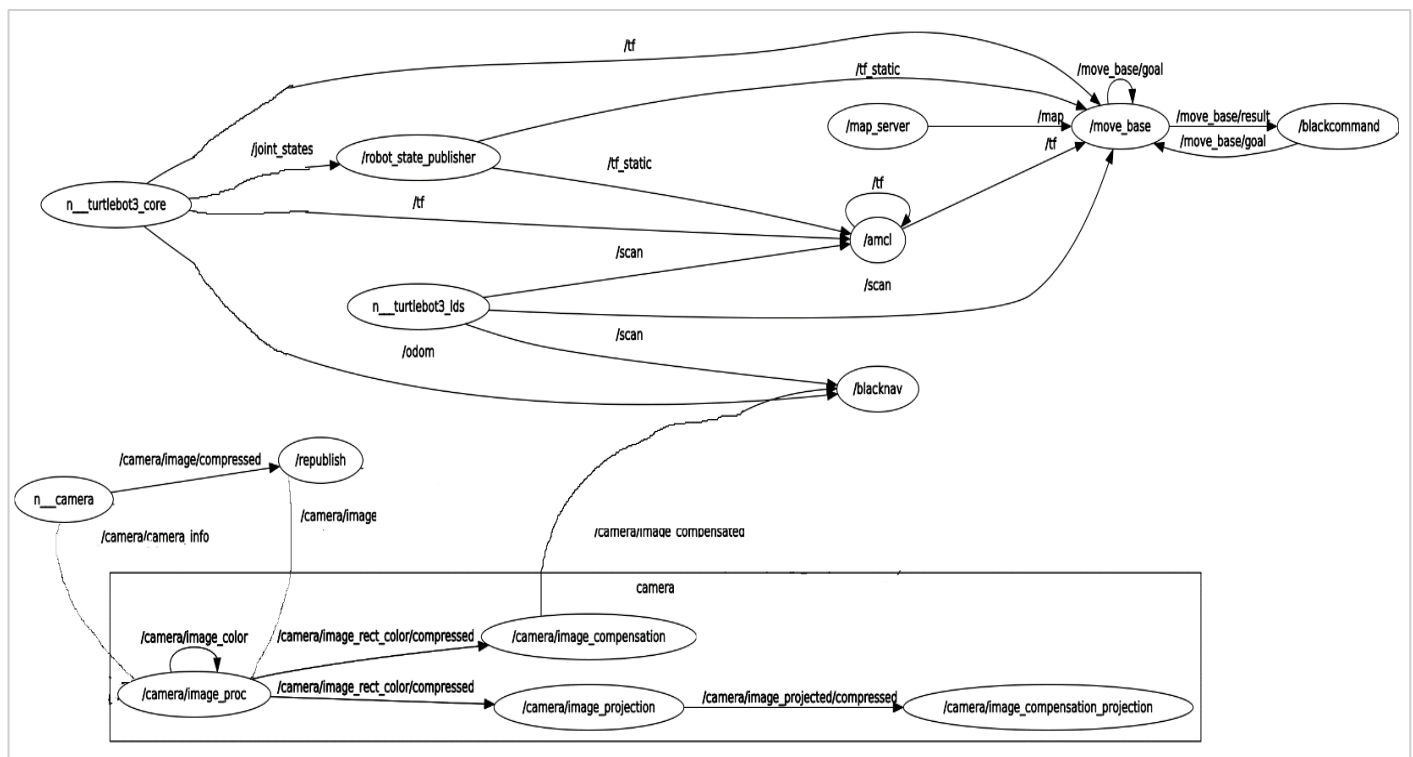 /tf
/tf_static
/move_base/goal
/joint_states
/map_server
/map
/move_base
/move_base/result
/blackcommand
/move_base/goal
/robot_state_publisher
/tf_static
/tf
/tf
n__turtlebot3_core
/tf
/amcl
/scan
/scan
n__turtlebot3_lds
/scan
/odom
/blacknav
/camera/image/compressed
/republish
n__camera
/camera/image
/camera/camera_info
/camera/image_compensated
camera
/camera/image_color
/camera/image_rect_color/compressed
/camera/image_compensation
/camera/image_proc
/camera/image_rect_color/compressed
/camera/image_projection
/camera/image_projected/compressed
/camera/image_compensation_projection